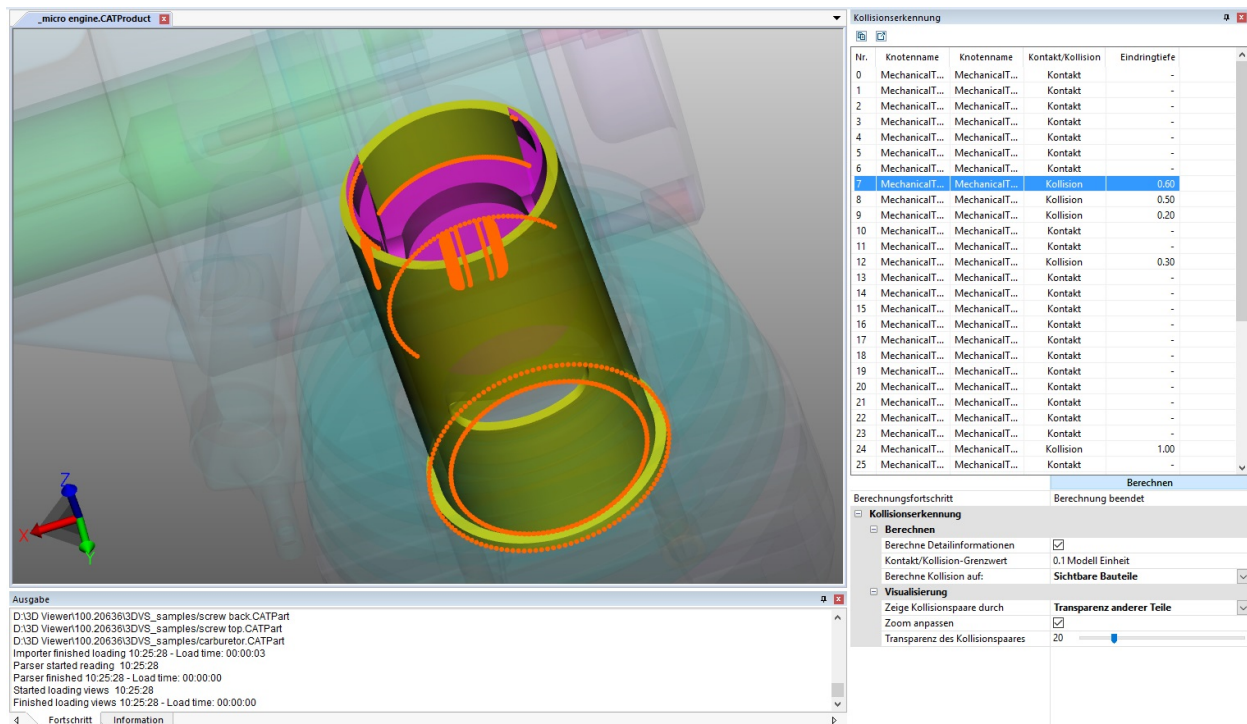 _micro engine.CATProduct
Kollisionserkennung
Nr. Knotenname Knotenname Kontakt/Kollision Eindringtiefe
0 MechanicalT... MechanicalT... Kontakt -
1 MechanicalT... MechanicalT... Kontakt -
2 MechanicalT... MechanicalT... Kontakt -
3 MechanicalT... MechanicalT... Kontakt -
4 MechanicalT... MechanicalT... Kontakt -
5 MechanicalT... MechanicalT... Kontakt -
6 MechanicalT... MechanicalT... Kontakt -
7 MechanicalT... MechanicalT... Kollision 0.60
8 MechanicalT... MechanicalT... Kollision 0.50
9 MechanicalT... MechanicalT... Kollision 0.20
10 MechanicalT... MechanicalT... Kontakt -
11 MechanicalT... MechanicalT... Kontakt -
12 MechanicalT... MechanicalT... Kollision 0.30
13 MechanicalT... MechanicalT... Kontakt -
14 MechanicalT... MechanicalT... Kontakt -
15 MechanicalT... MechanicalT... Kontakt -
16 MechanicalT... MechanicalT... Kontakt -
17 MechanicalT... MechanicalT... Kontakt -
18 MechanicalT... MechanicalT... Kontakt -
19 MechanicalT... MechanicalT... Kontakt -
20 MechanicalT... MechanicalT... Kontakt -
21 MechanicalT... MechanicalT... Kontakt -
22 MechanicalT... MechanicalT... Kontakt -
23 MechanicalT... MechanicalT... Kontakt -
24 MechanicalT... MechanicalT... Kollision 1.00
25 MechanicalT... MechanicalT... Kontakt -
Berechnen
Berechnungsfortschritt Berechnung beendet
Kollisionserkennung
Berechnen
Berechne Detailinformationen
Kontakt/Kollision-Grenzwert 0.1 Modell Einheit
Berechne Kollision auf: Sichtbare Bauteile
Visualisierung
Zeige Kollisionspaare durch Transparenz anderer Teile
Zoom anpassen
Transparenz des Kollisionspaares 20
Z
X
Y
Ausgabe
D:\3D Viewer\100.20636\3DVS_samples/screw back.CATPart
D:\3D Viewer\100.20636\3DVS_samples/screw top.CATPart
D:\3D Viewer\100.20636\3DVS_samples/carburetor.CATPart
Importer finished loading 10:25:28 - Load time: 00:00:03
Parser started reading 10:25:28
Parser finished 10:25:28 - Load time: 00:00:00
Started loading views 10:25:28
Finished loading views 10:25:28 - Load time: 00:00:00
Fortschritt Information